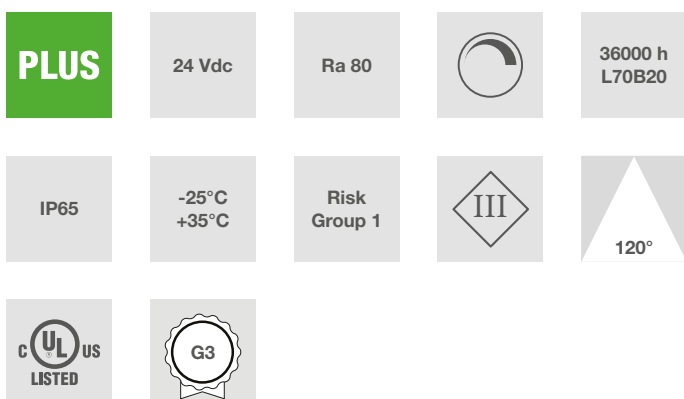 PLUS
24 Vdc
Ra 80
36000 h
L70B20
IP65
-25°C
+35°C
Risk
Group 1
III
120°
C UL® US
LISTED
G3